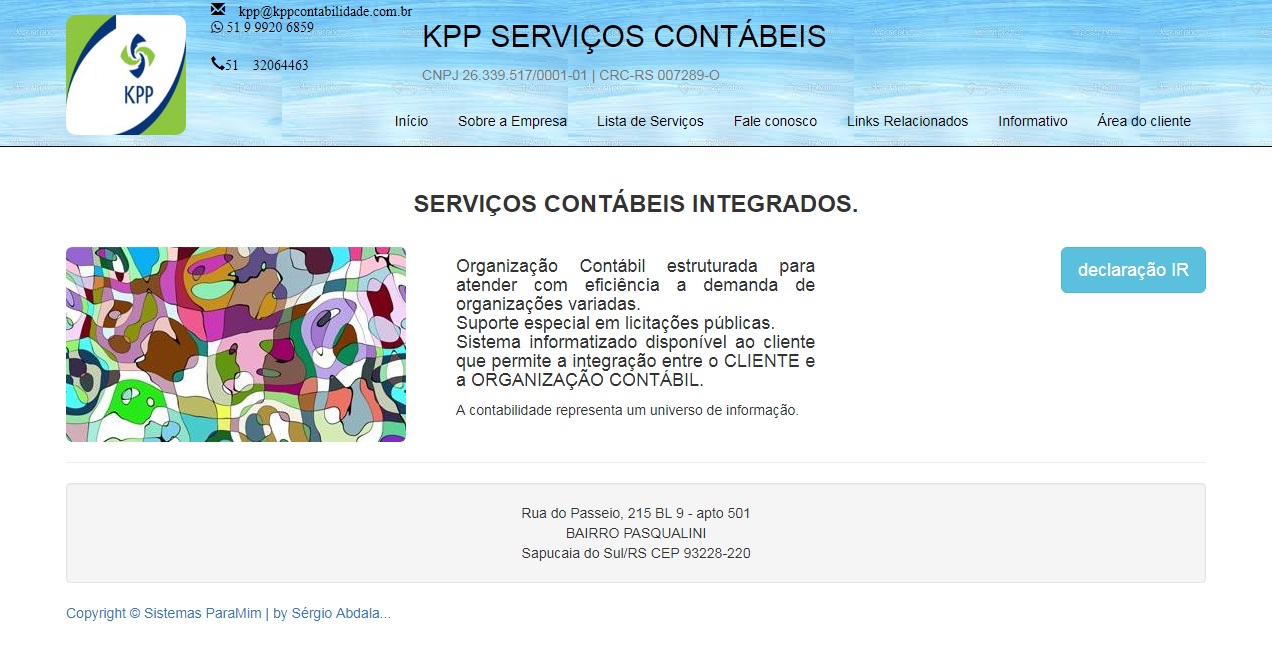 kpp@kppcontabilidade.com.br
51 9 9920 6859
51 32064463
KPP
KPP SERVIÇOS CONTÁBEIS
CNPJ 26.339.517/0001-01 | CRC-RS 007289-O
Início Sobre a Empresa Lista de Serviços Fale conosco Links Relacionados Informativo Área do cliente
SERVIÇOS CONTÁBEIS INTEGRADOS.
Organização Contábil estruturada para
atender com eficiência a demanda de
organizações variadas.
Suporte especial em licitações públicas.
Sistema informatizado disponível ao cliente
que permite a integração entre o CLIENTE e
a ORGANIZAÇÃO CONTÁBIL.
A contabilidade representa um universo de informação.
declaração IR
Rua do Passeio, 215 BL 9 - apto 501
BAIRRO PASQUALINI
Sapucaia do Sul/RS CEP 93228-220
Copyright © Sistemas ParaMim | by Sérgio Abdala...